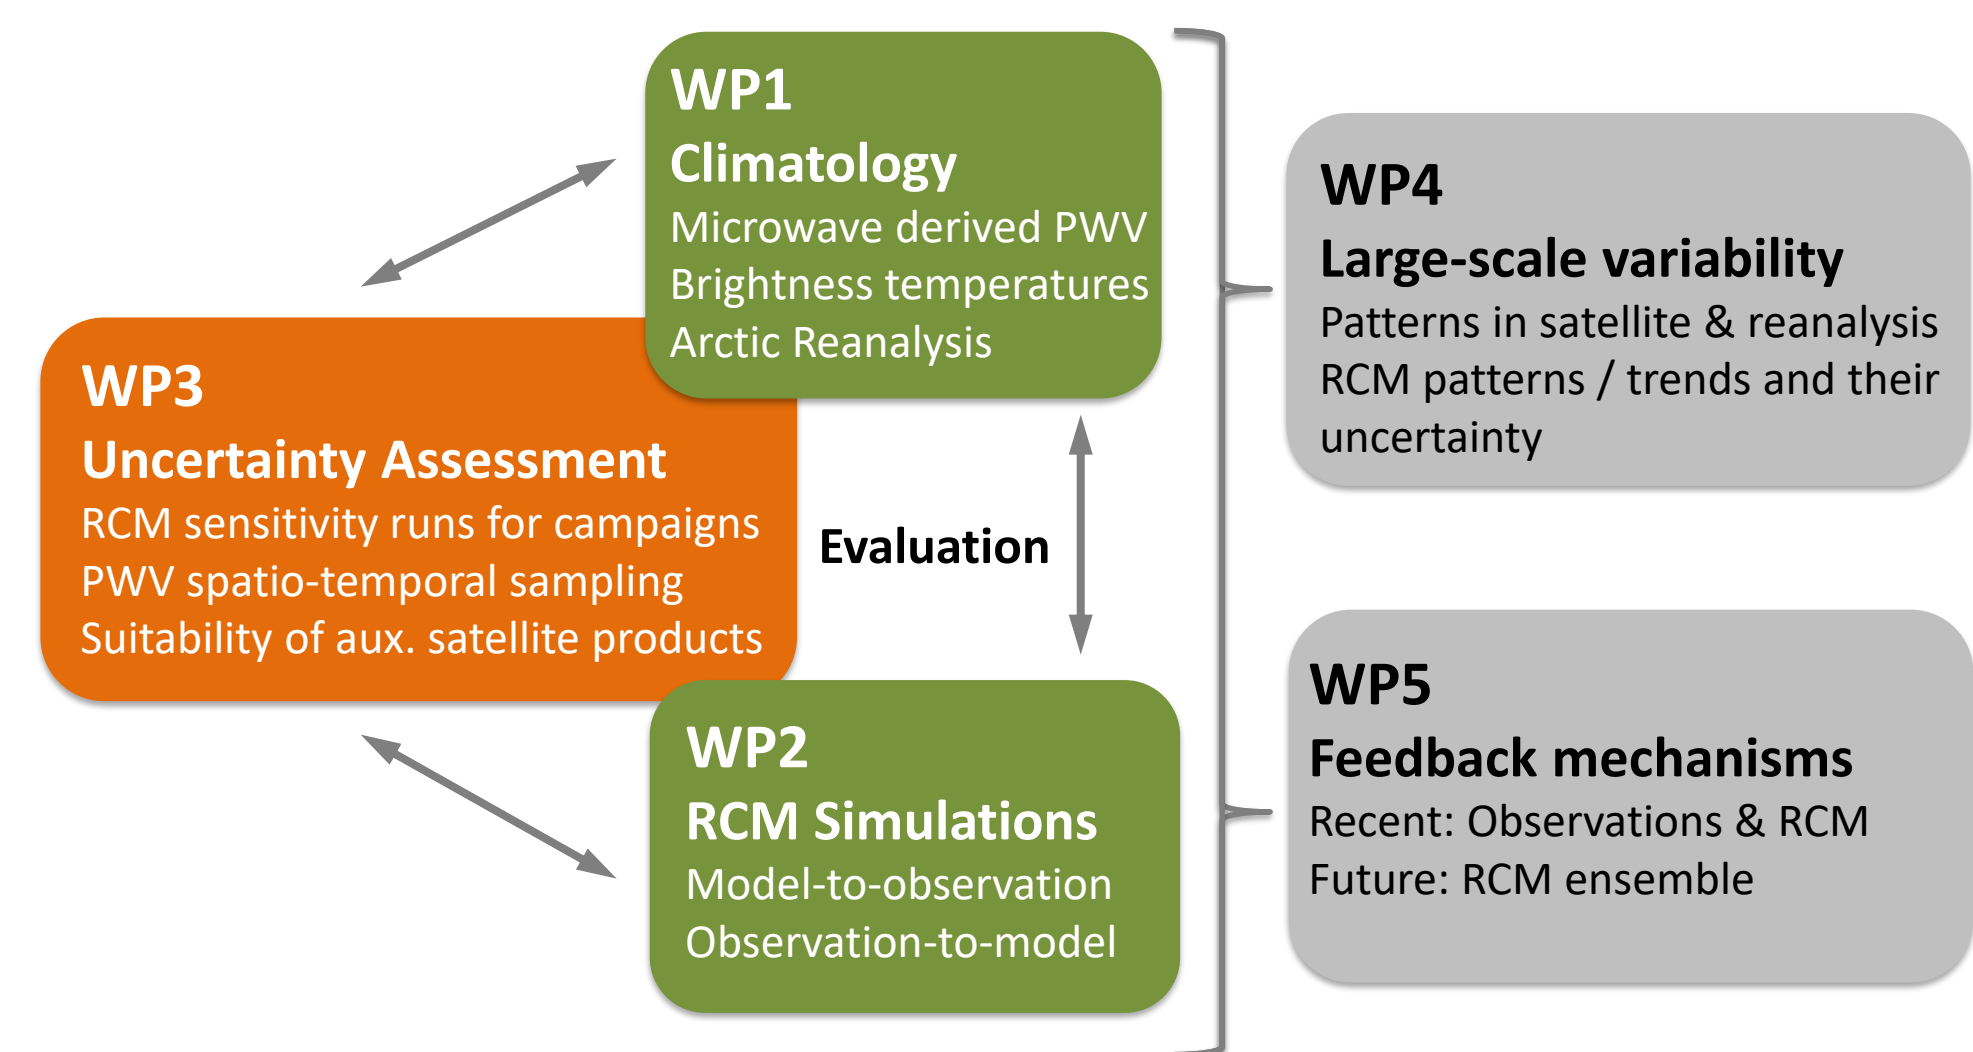 WP1
Climatology
Microwave derived PWV
Brightness temperatures
Arctic Reanalysis
WP3
Uncertainty Assessment
RCM sensitivity runs for campaigns
PWV spatio-temporal sampling
Suitability of aux. satellite products
Evaluation
WP2
RCM Simulations
Model-to-observation
Observation-to-model
WP4
Large-scale variability
Patterns in satellite & reanalysis
RCM patterns / trends and their
uncertainty
WP5
Feedback mechanisms
Recent: Observations & RCM
Future: RCM ensemble